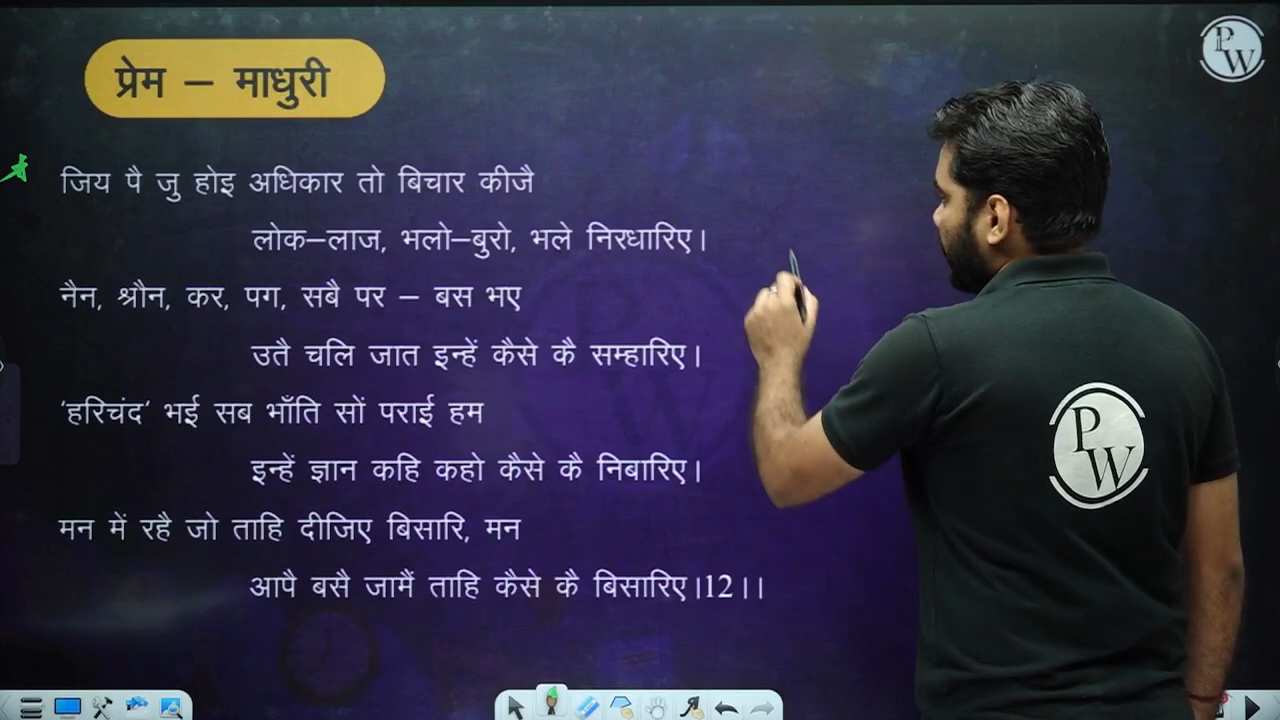 प्रेम – माधुरी
PW
जिय पै जु होइ अधिकार तो बिचार कीजै
लोक–लाज, भलो–बुरो, भले निरधारिए।
नैन, श्रौन, कर, पग, सबै पर – बस भए
उतै चलि जात इन्हें कैसे कै सम्हारिए।
'हरिचंद' भई सब भाँति सों पराई हम
इन्हें ज्ञान कहि कहो कैसे कै निबारिए।
मन में रहै जो ताहि दीजिए बिसारि, मन
आपै बसै जामैं ताहि कैसे कै बिसारिए।12।।
PW